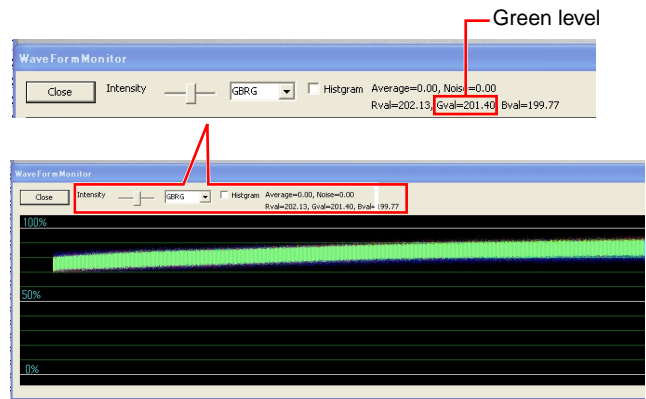 Green level
WaveFormMonitor
Close Intensity GBRG Histgram Average=0.00, Noise=0.00
Rval=202.13, Gval=201.40, Bval=199.77
WaveFormMonitor
Close Intensity GBRG Histgram Average=0.00, Noise=0.00
Rval=202.13, Gval=201.40, Bval=199.77
100%
50%
0%